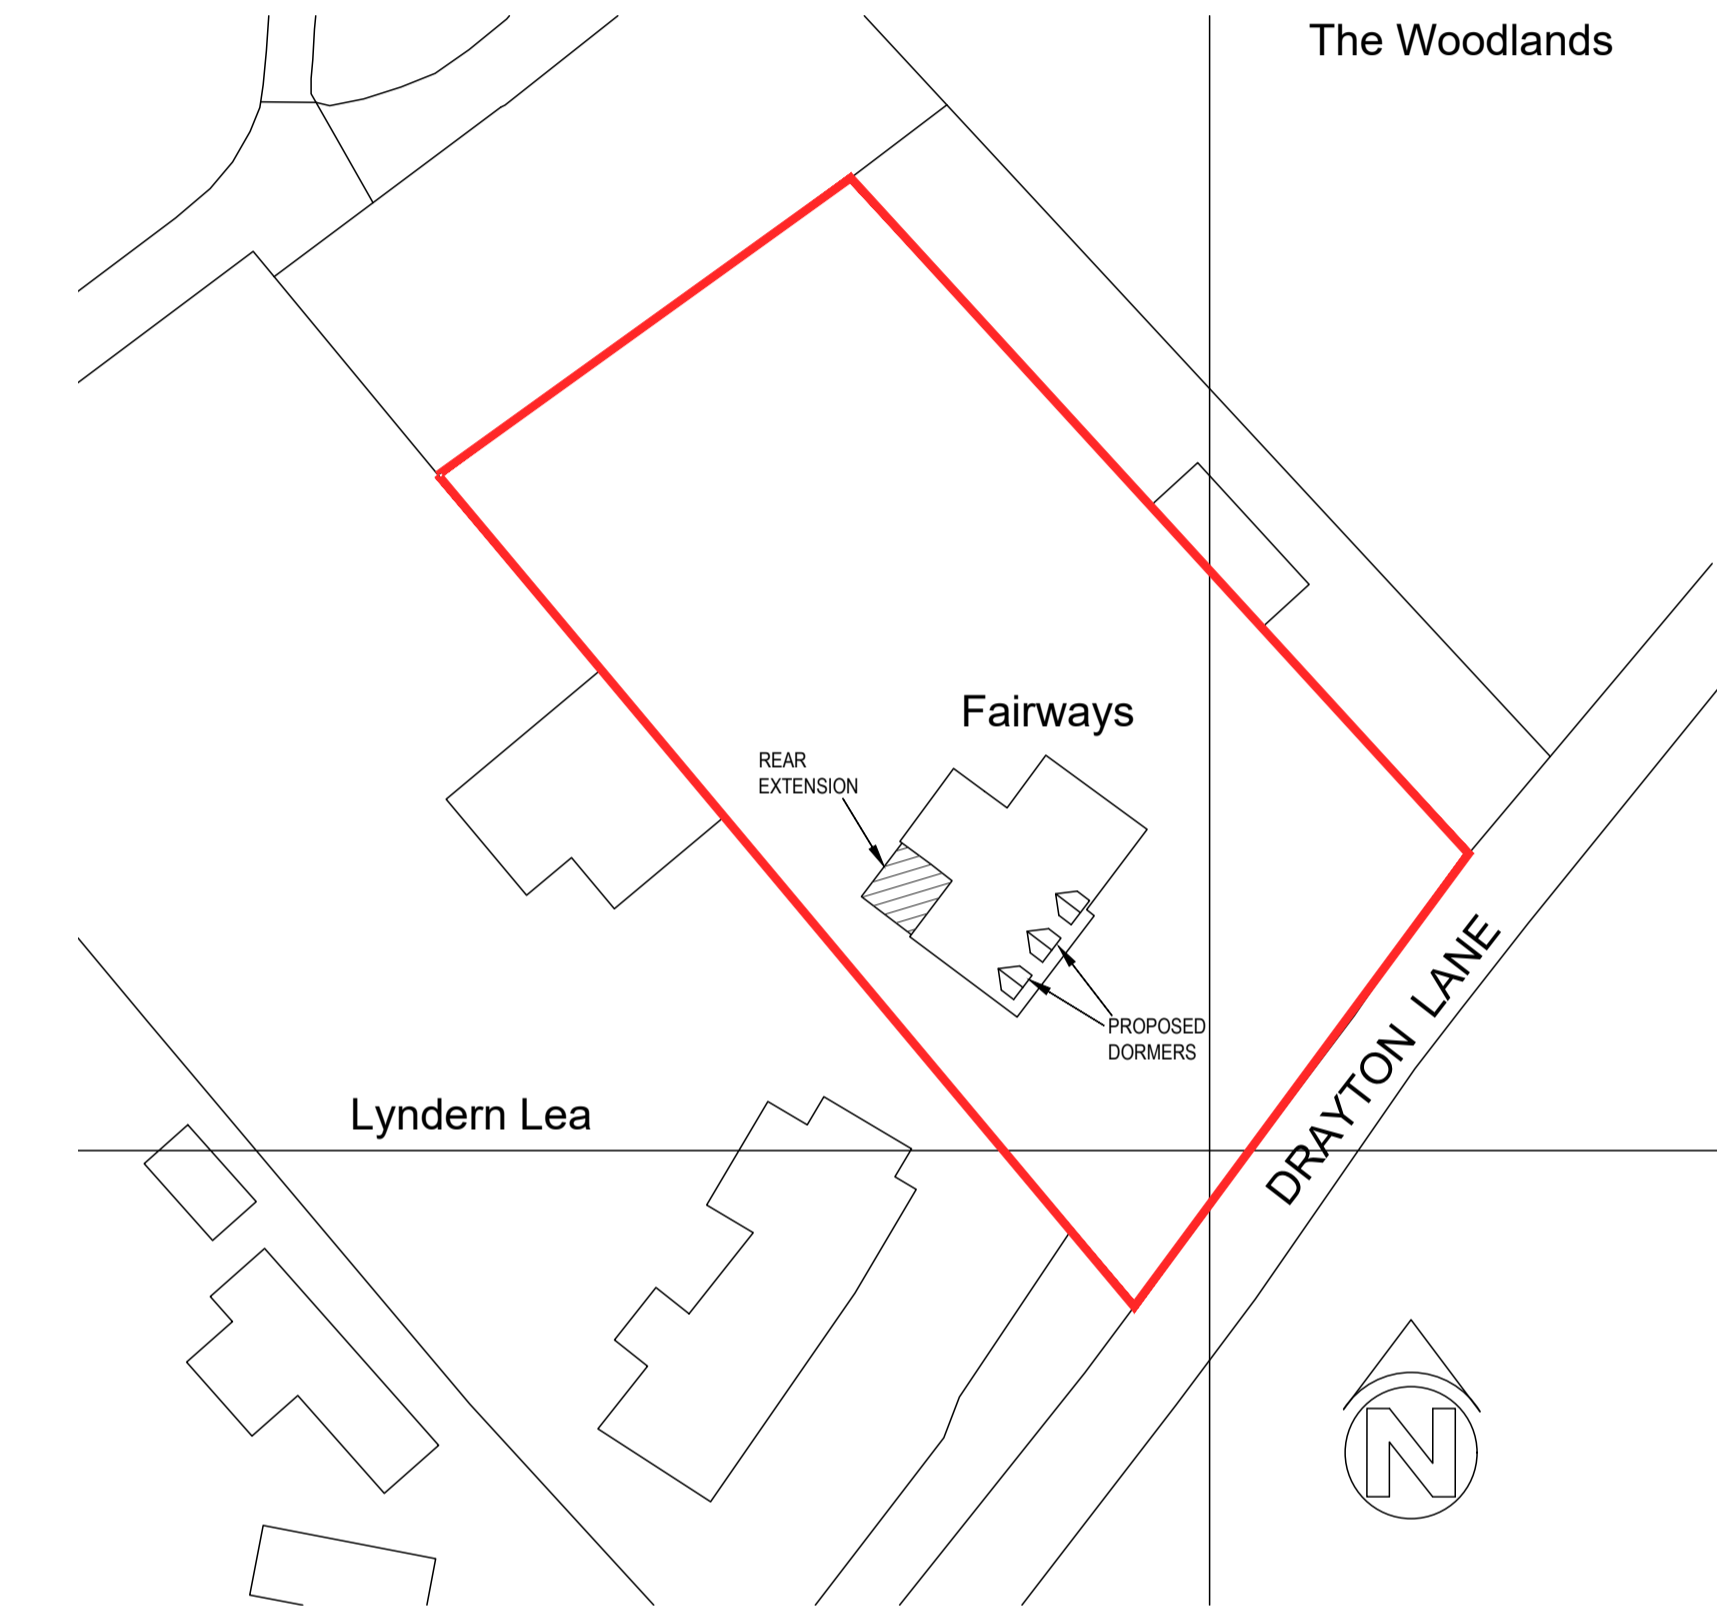 The Woodlands
Fairways
REAR
EXTENSION
DRAYTON LANE
PROPOSED
DORMERS
Lyndern Lea
N